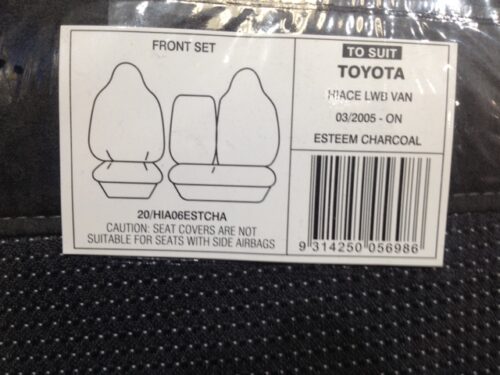 FRONT SET
20/HIA06ESTCHA
CAUTION: SEAT COVERS ARE NOT
SUITABLE FOR SEATS WITH SIDE AIRBAGS
TO SUIT
TOYOTA
HIACE LWB VAN
03/2005 - ON
ESTEEM CHARCOAL
9 314250 056986